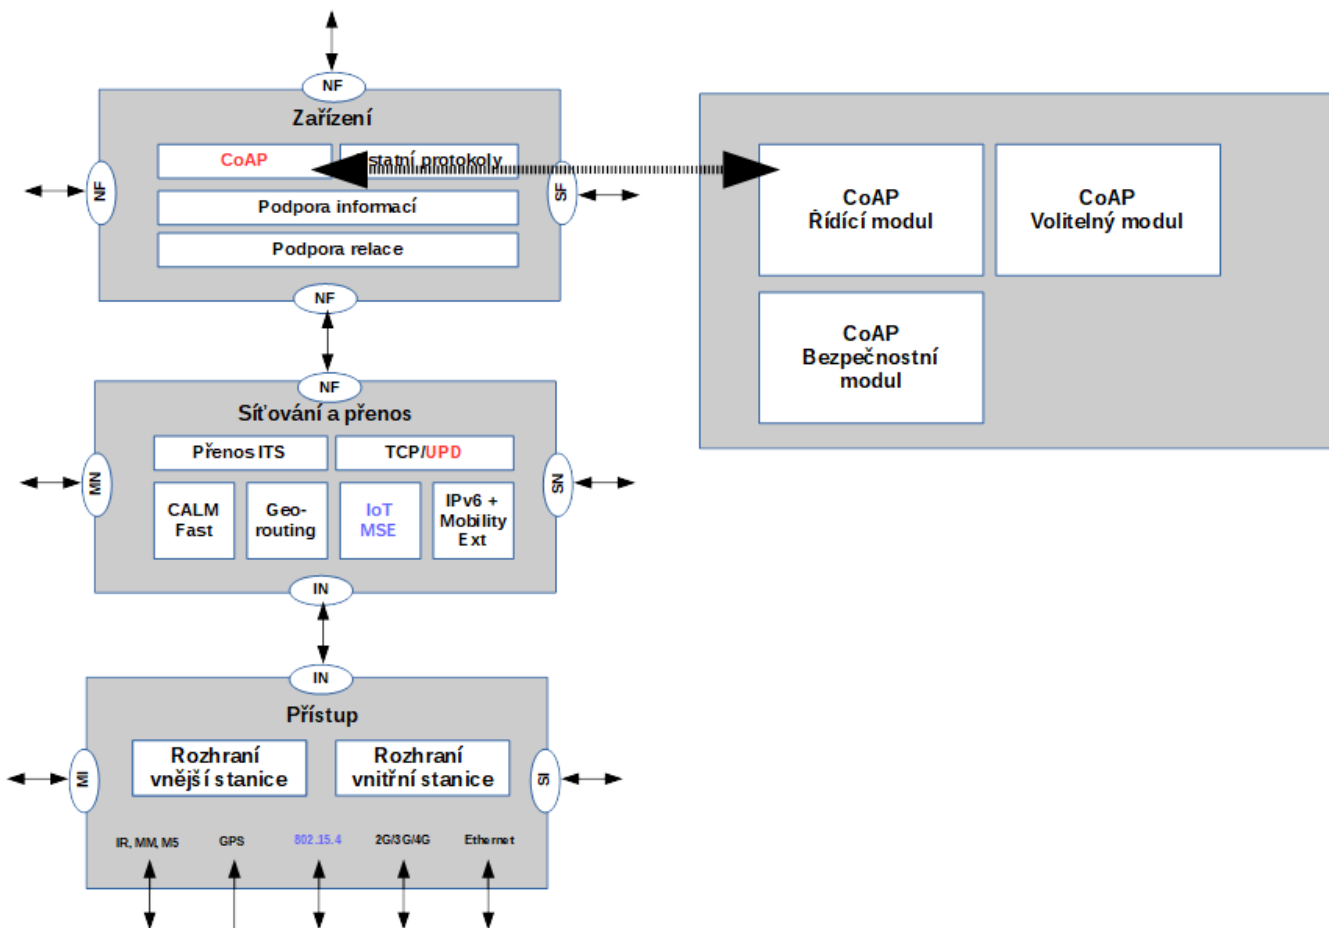 NF
Zařízení
CoAP
statní protokoly
NF
SF
Podpora informací
Podpora relace
NF
CoAP
Řídící modul
CoAP
Volitelný modul
CoAP
Bezpečnostní
modul
NF
Síťování a přenos
Přenos ITS
TCP/UPD
MN
SN
CALM
Fast
Geo-
routing
IoT
MSE
IPv6 +
Mobility
Ext
IN
IN
Přístup
Rozhraní
vnější stanice
Rozhraní
vnitřní stanice
MI
SI
IR, MM, M5
GPS
802.15.4
2G/3G/4G
Ethernet